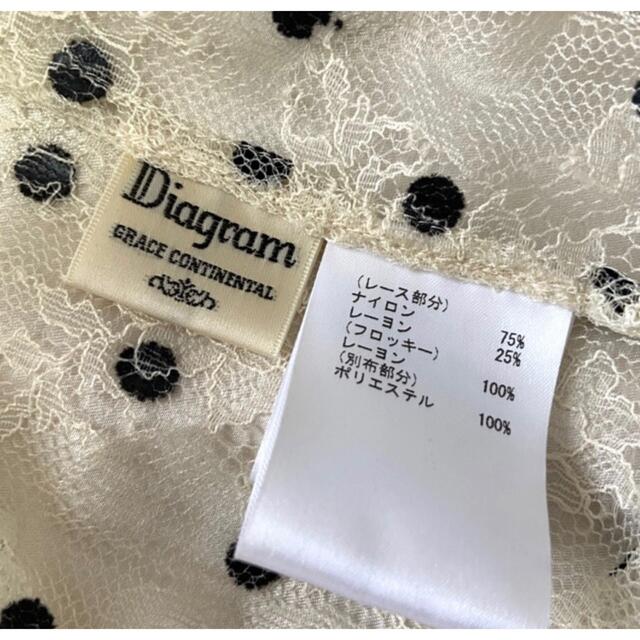 Diagram
GRACE CONTINENTAL
(レース部分)
ナイロン 75%
レーヨン 25%
(フロッキー)
レーヨン 100%
(別布部分)
ポリエステル 100%